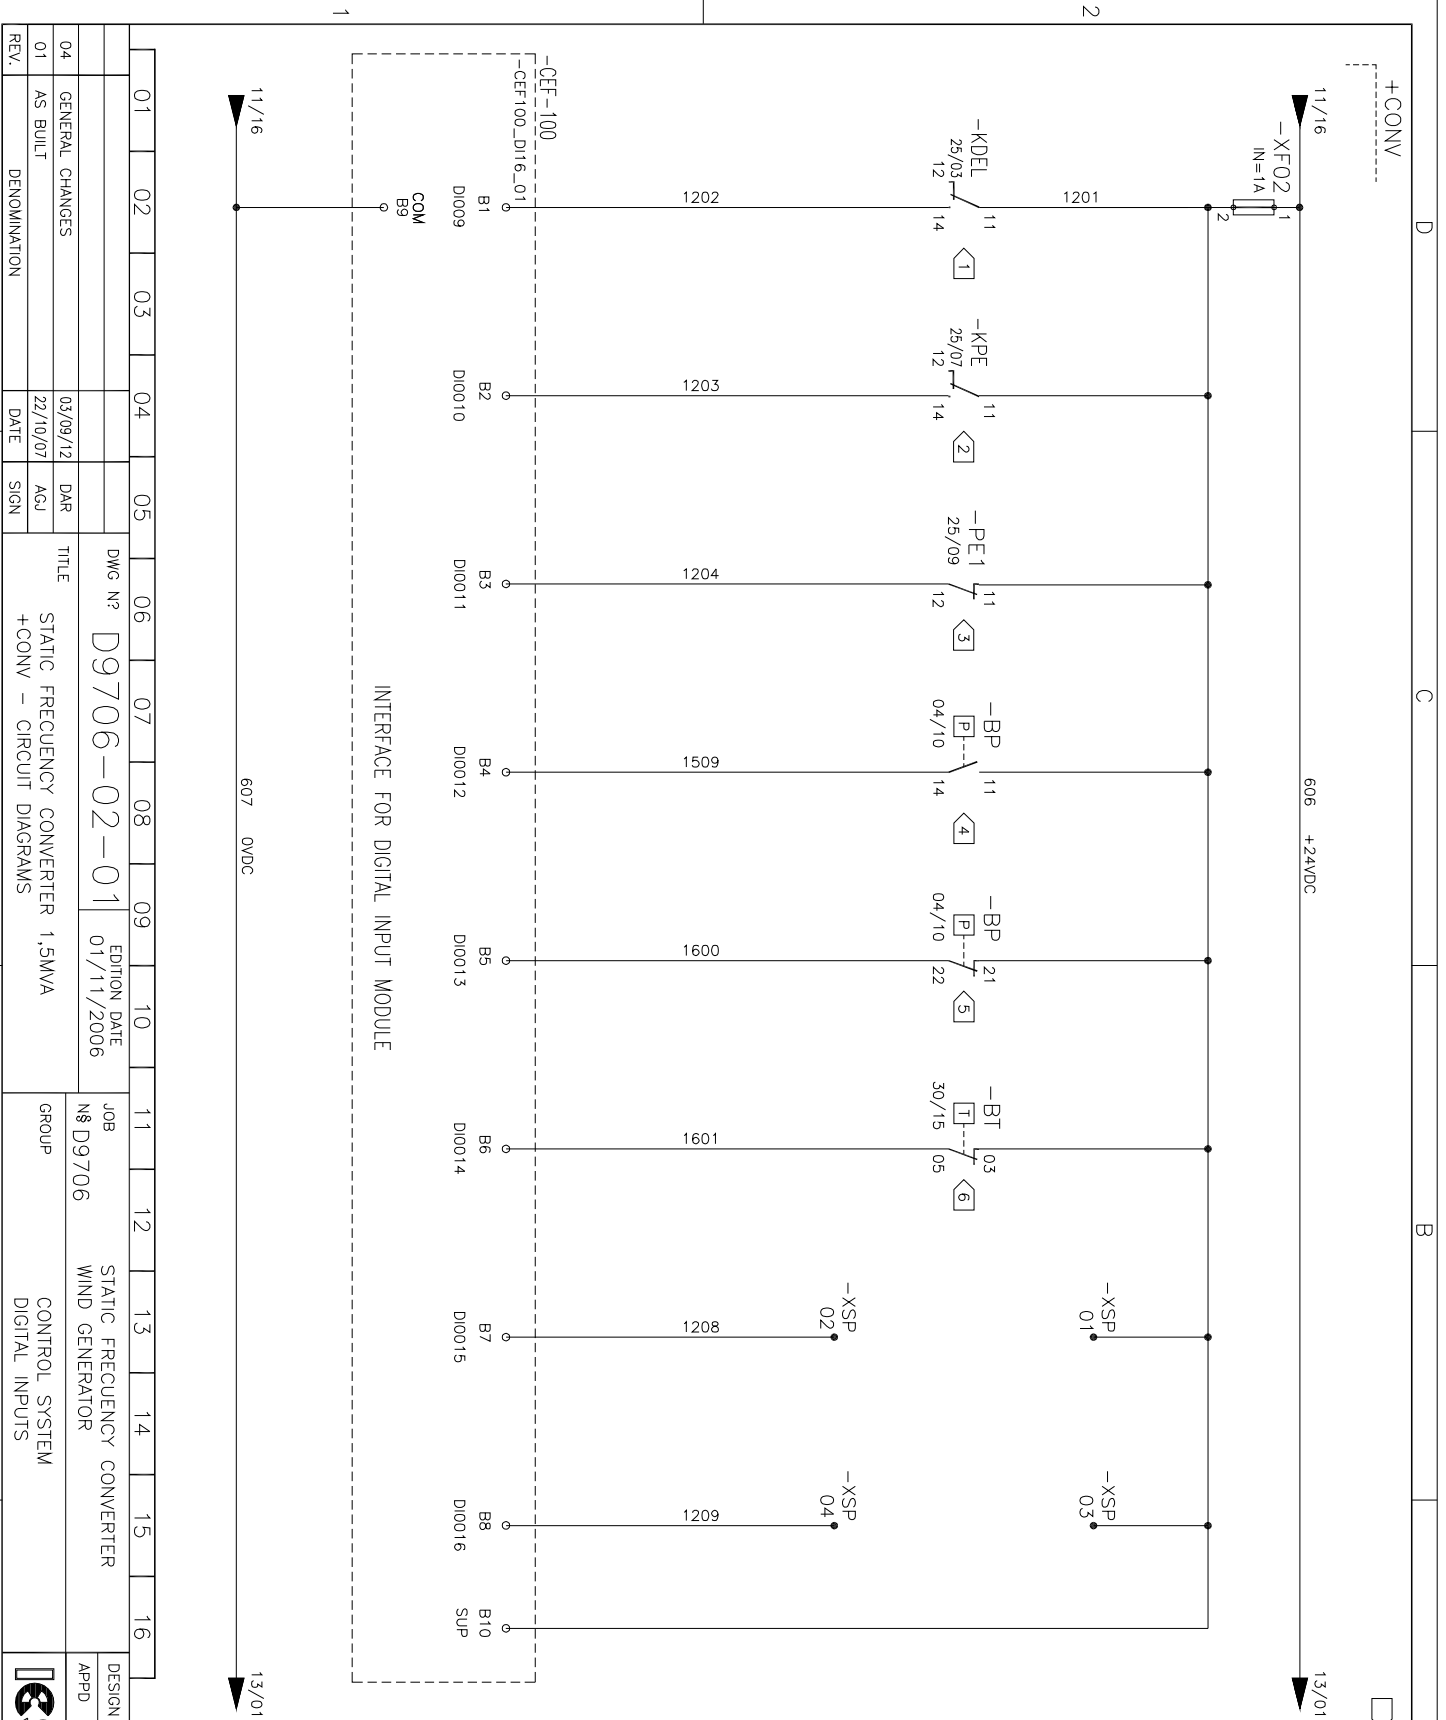 +CONV
D
C
B
2
1
11/16
606 +24VDC
13/01
-XF02
IN=1A
1
2
1201
-KDEL
25/03
12
11
14
1
-KPE
25/07
12
11
14
2
-PE1
25/09
11
12
3
-BP
P
04/10
11
14
4
-BP
P
04/10
21
22
5
-BT
T
30/15
03
05
6
-XSP
01
-XSP
03
-XSP
02
-XSP
04
1202
1203
1204
1509
1600
1601
1208
1209
-CEF-100
-CEF100_DI16_01
B1
DI009
B2
DI0010
B3
DI0011
B4
DI0012
B5
DI0013
B6
DI0014
B7
DI0015
B8
DI0016
B10
SUP
COM
B9
INTERFACE FOR DIGITAL INPUT MODULE
11/16
607 0VDC
13/01
01 02 03 04 05 06 07 08 09 10 11 12 13 14 15 16
04 GENERAL CHANGES 03/09/12 DAR
01 AS BUILT 22/10/07 AGJ
REV. DENOMINATION DATE SIGN
DWG N? D9706-02-01
EDITION DATE
01/11/2006
TITLE
STATIC FRECUENCY CONVERTER 1,5MVA
+CONV - CIRCUIT DIAGRAMS
JOB
N§ D9706
STATIC FRECUENCY CONVERTER
WIND GENERATOR
GROUP
CONTROL SYSTEM
DIGITAL INPUTS
DESIGN
APPD